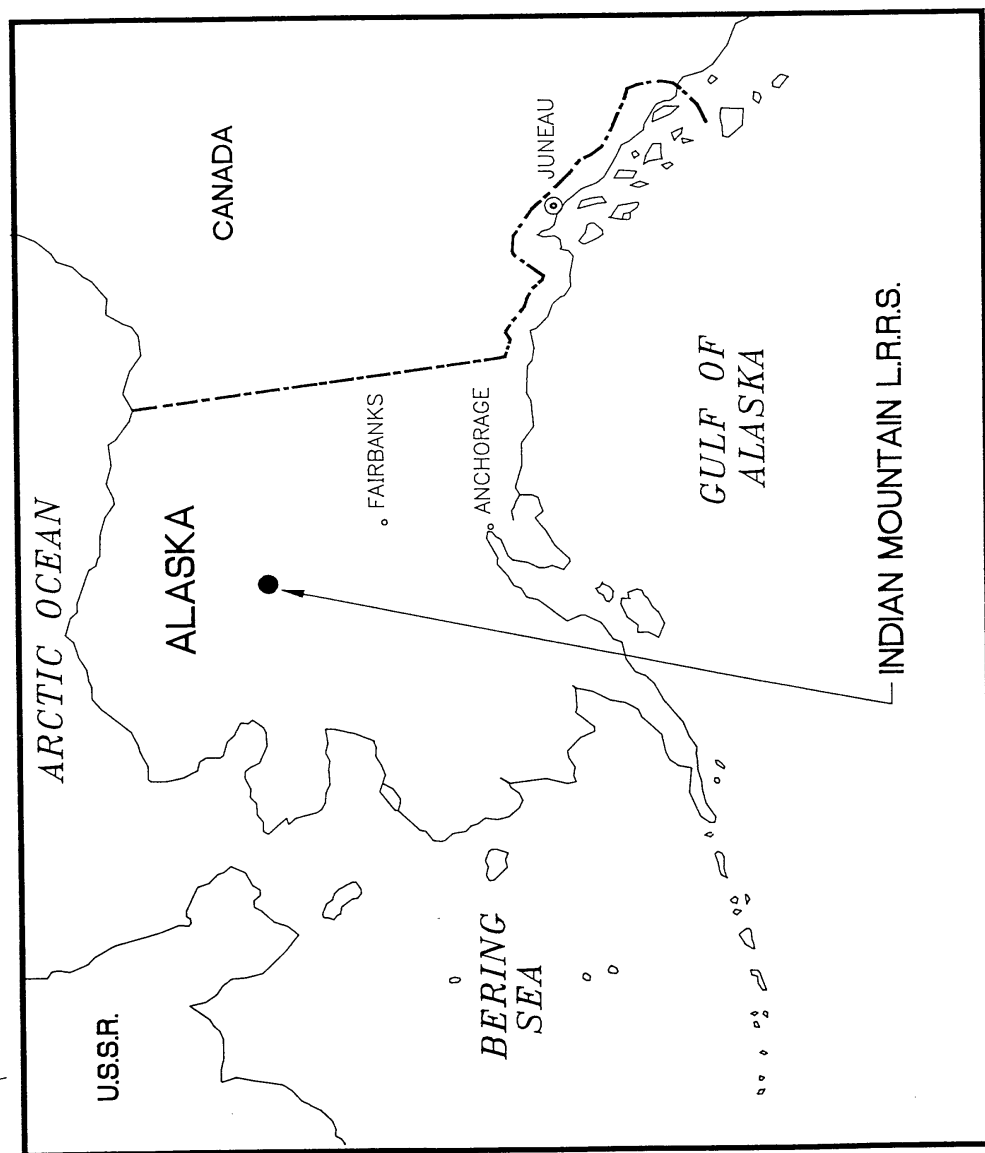 ARCTIC OCEAN
U.S.S.R.
ALASKA
CANADA
FAIRBANKS
ANCHORAGE
JUNEAU
BERING
SEA
GULF OF
ALASKA
INDIAN MOUNTAIN L.R.R.S.